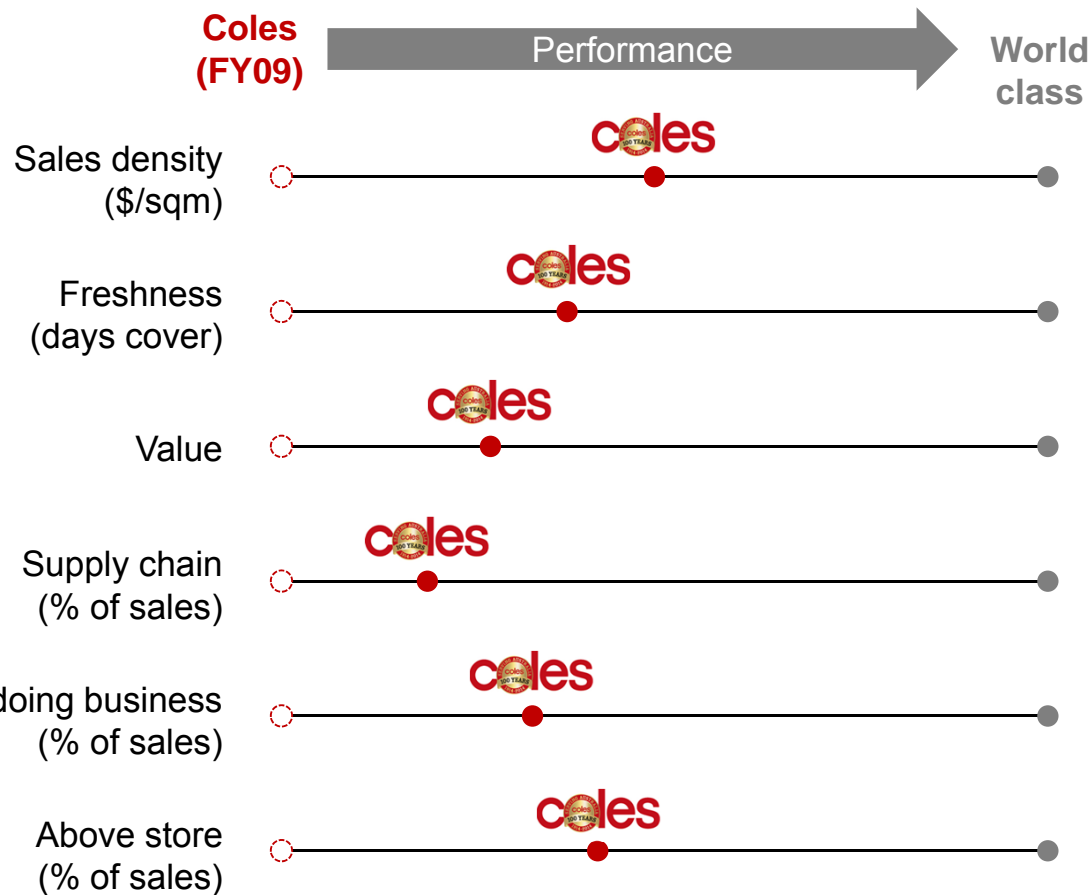 Coles
(FY09)
Performance
World
class
coles
Sales density
($/sqm)
coles
Freshness
(days cover)
coles
Value
coles
Supply chain
(% of sales)
coles
doing business
(% of sales)
coles
Above store
(% of sales)